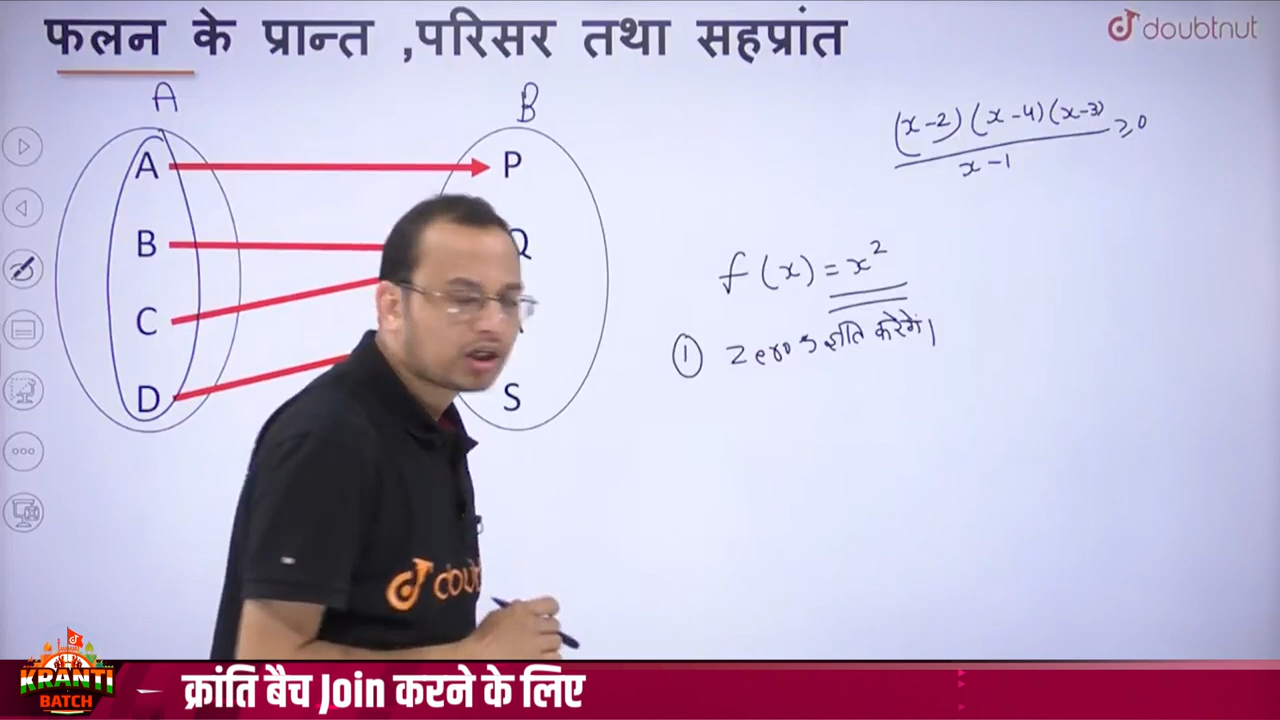 फलन के प्रान्त ,परिसर तथा सहप्रांत
doubtnut
A
B
A
P
B
Q
C
D
S
(x-2)(x-4)(x-3)
x-1
≥0
f(x)=x²
① Zeros ज्ञात करेगें।
doubt
KRANTI
BATCH
क्रांति बैच Join करने के लिए